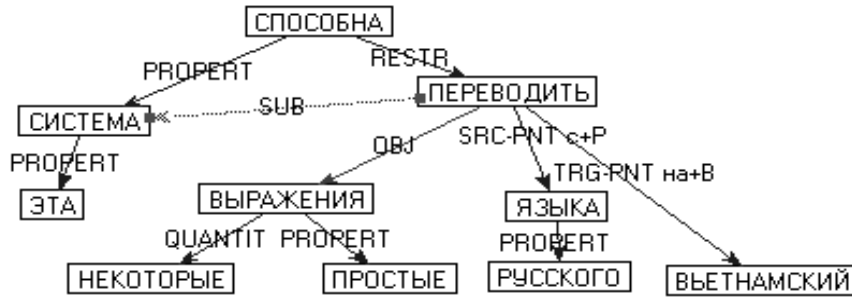 СПОСОБНА
PROPERT RESTR
СИСТЕМА SUB ПЕРЕВОДИТЬ
PROPERT OBJ SRC-PNT с+Р
TRG-PNT на+В
ЭТА ВЫРАЖЕНИЯ ЯЗЫКА
QUANTIT PROPERT PROPERT
НЕКОТОРЫЕ ПРОСТЫЕ РУССКОГО ВЬЕТНАМСКИЙ